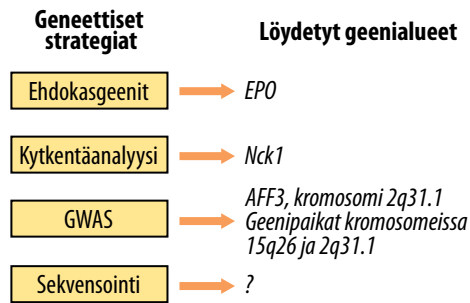 Geneettiset
strategiat
Löydetyt geenialueet
Ehdokasgeenit
EPO
Kytkentäanalyysi
Nck1
GWAS
AFF3, kromosomi 2q31.1
Geenipaikat kromosomeissa
15q26 ja 2q31.1
Sekvensointi
?